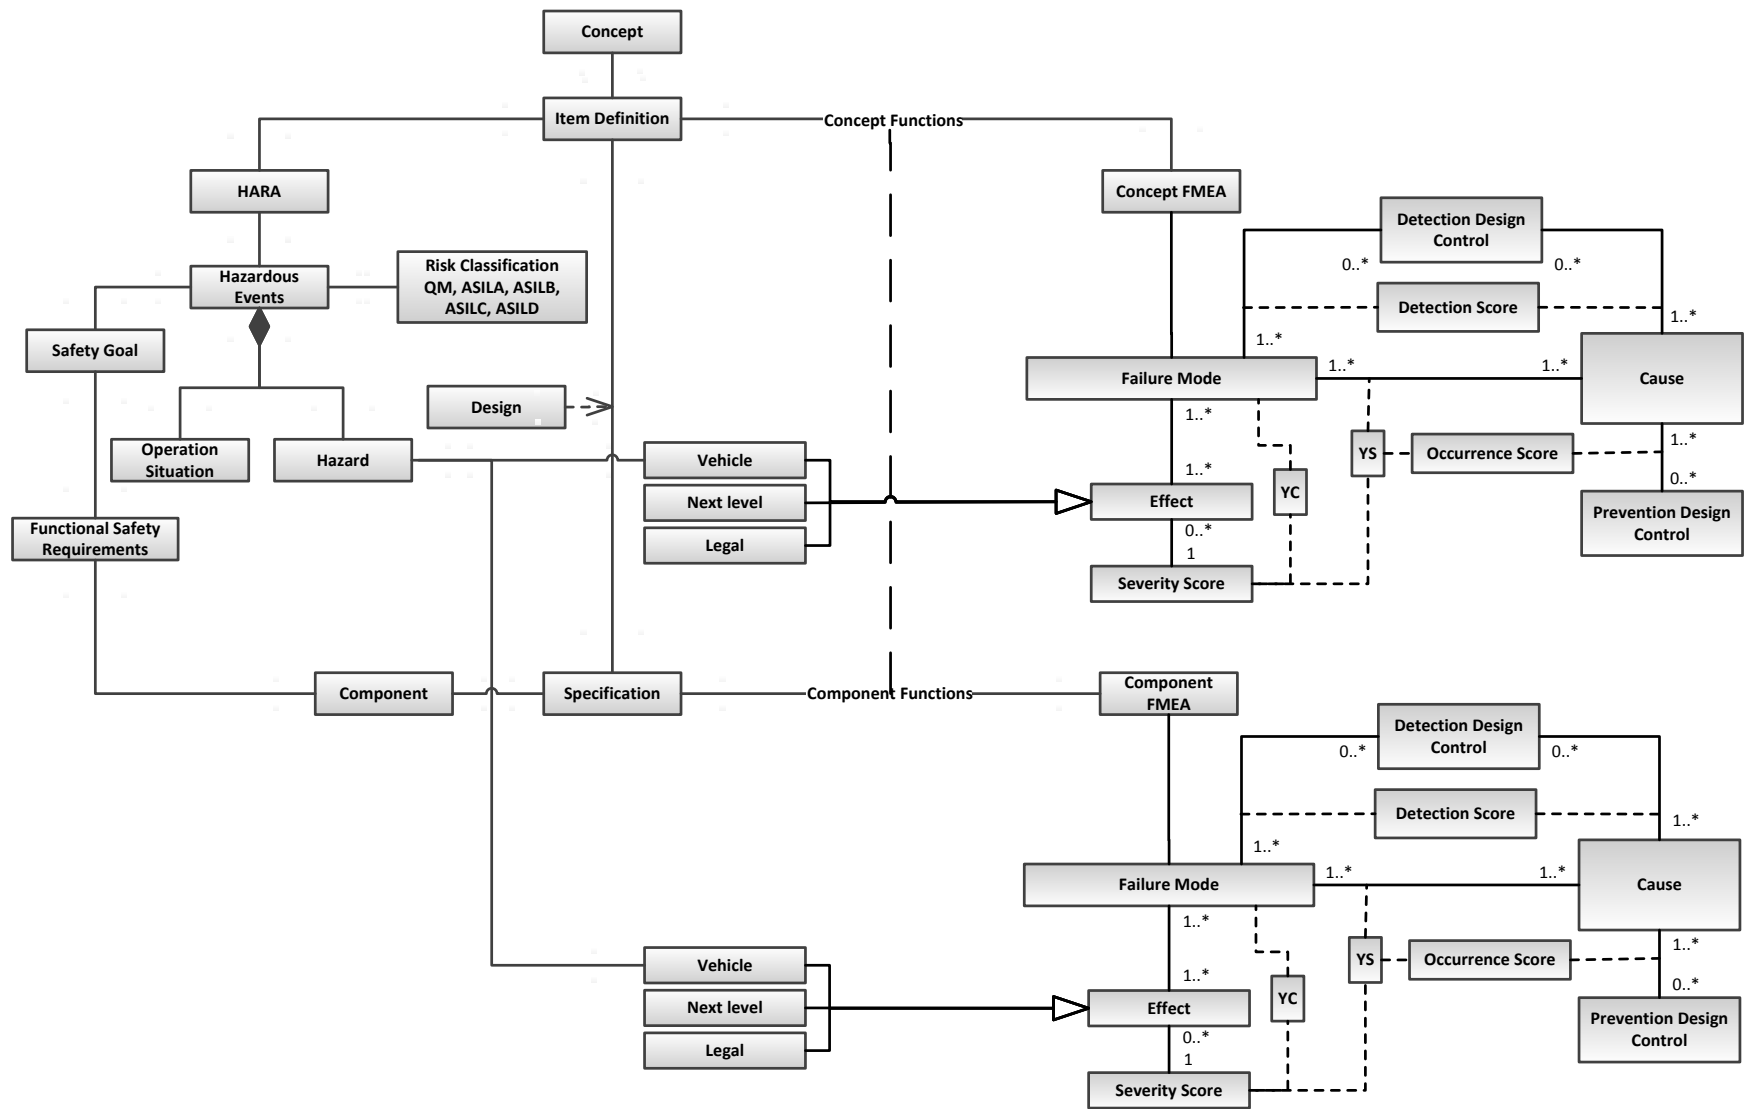 Concept
Item Definition
Concept Functions
HARA
Concept FMEA
Hazardous
Events
Risk Classification
QM, ASILA, ASILB,
ASILC, ASILD
Detection Design
Control
0..*
0..*
Detection Score
1..*
1..*
Safety Goal
Failure Mode
1..*
1..*
Cause
Design
1..*
1..*
Operation
Situation
Hazard
Vehicle
YS
Occurrence Score
1..*
0..*
Next level
Effect
YC
Prevention Design
Control
Functional Safety
Requirements
Legal
0..*
1
Severity Score
Component
Specification
Component Functions
Component
FMEA
Detection Design
Control
0..*
0..*
Detection Score
1..*
1..*
Failure Mode
1..*
1..*
Cause
1..*
1..*
Vehicle
YS
Occurrence Score
1..*
0..*
Next level
Effect
YC
Prevention Design
Control
Legal
0..*
1
Severity Score